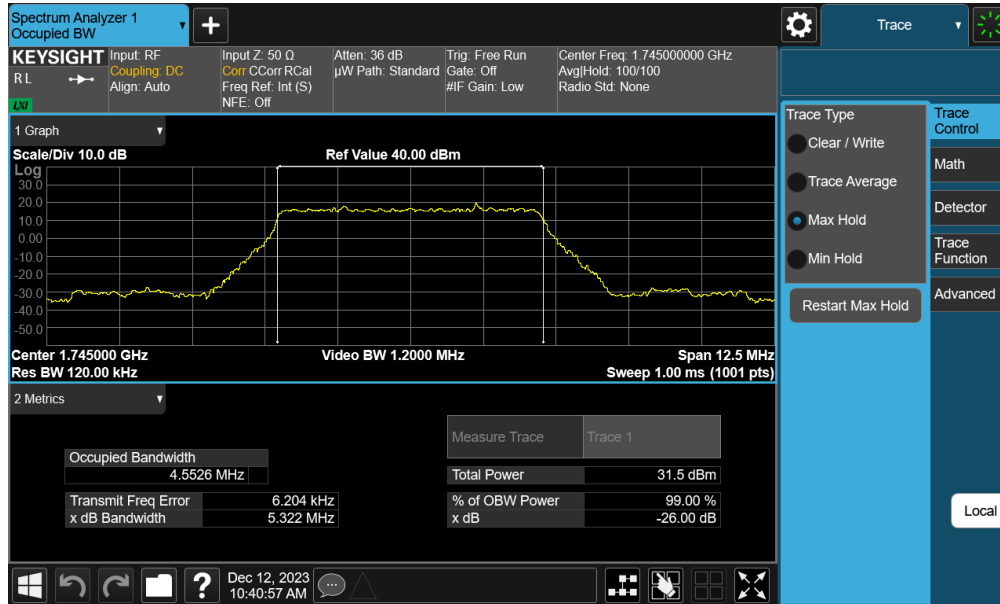 Spectrum Analyzer 1
Occupied BW
Trace
KEYSIGHT
R L
LXI
Input: RF
Coupling: DC
Align: Auto
Input Z: 50 Ω
Corr CCorr RCal
Freq Ref: Int (S)
NFE: Off
Atten: 36 dB
µW Path: Standard
Trig: Free Run
Gate: Off
#IF Gain: Low
Center Freq: 1.745000000 GHz
Avg|Hold: 100/100
Radio Std: None
1 Graph
Scale/Div 10.0 dB
Ref Value 40.00 dBm
Log
30.0
20.0
10.0
0.00
-10.0
-20.0
-30.0
-40.0
-50.0
Center 1.745000 GHz
Video BW 1.2000 MHz
Span 12.5 MHz
Res BW 120.00 kHz
Sweep 1.00 ms (1001 pts)
2 Metrics
Measure Trace
Trace 1
Occupied Bandwidth
4.5526 MHz
Total Power
31.5 dBm
Transmit Freq Error
6.204 kHz
% of OBW Power
99.00 %
x dB Bandwidth
5.322 MHz
x dB
-26.00 dB
Trace Type
Clear / Write
Trace Average
Max Hold
Min Hold
Restart Max Hold
Trace
Control
Math
Detector
Trace
Function
Advanced
Local
?
Dec 12, 2023
10:40:57 AM